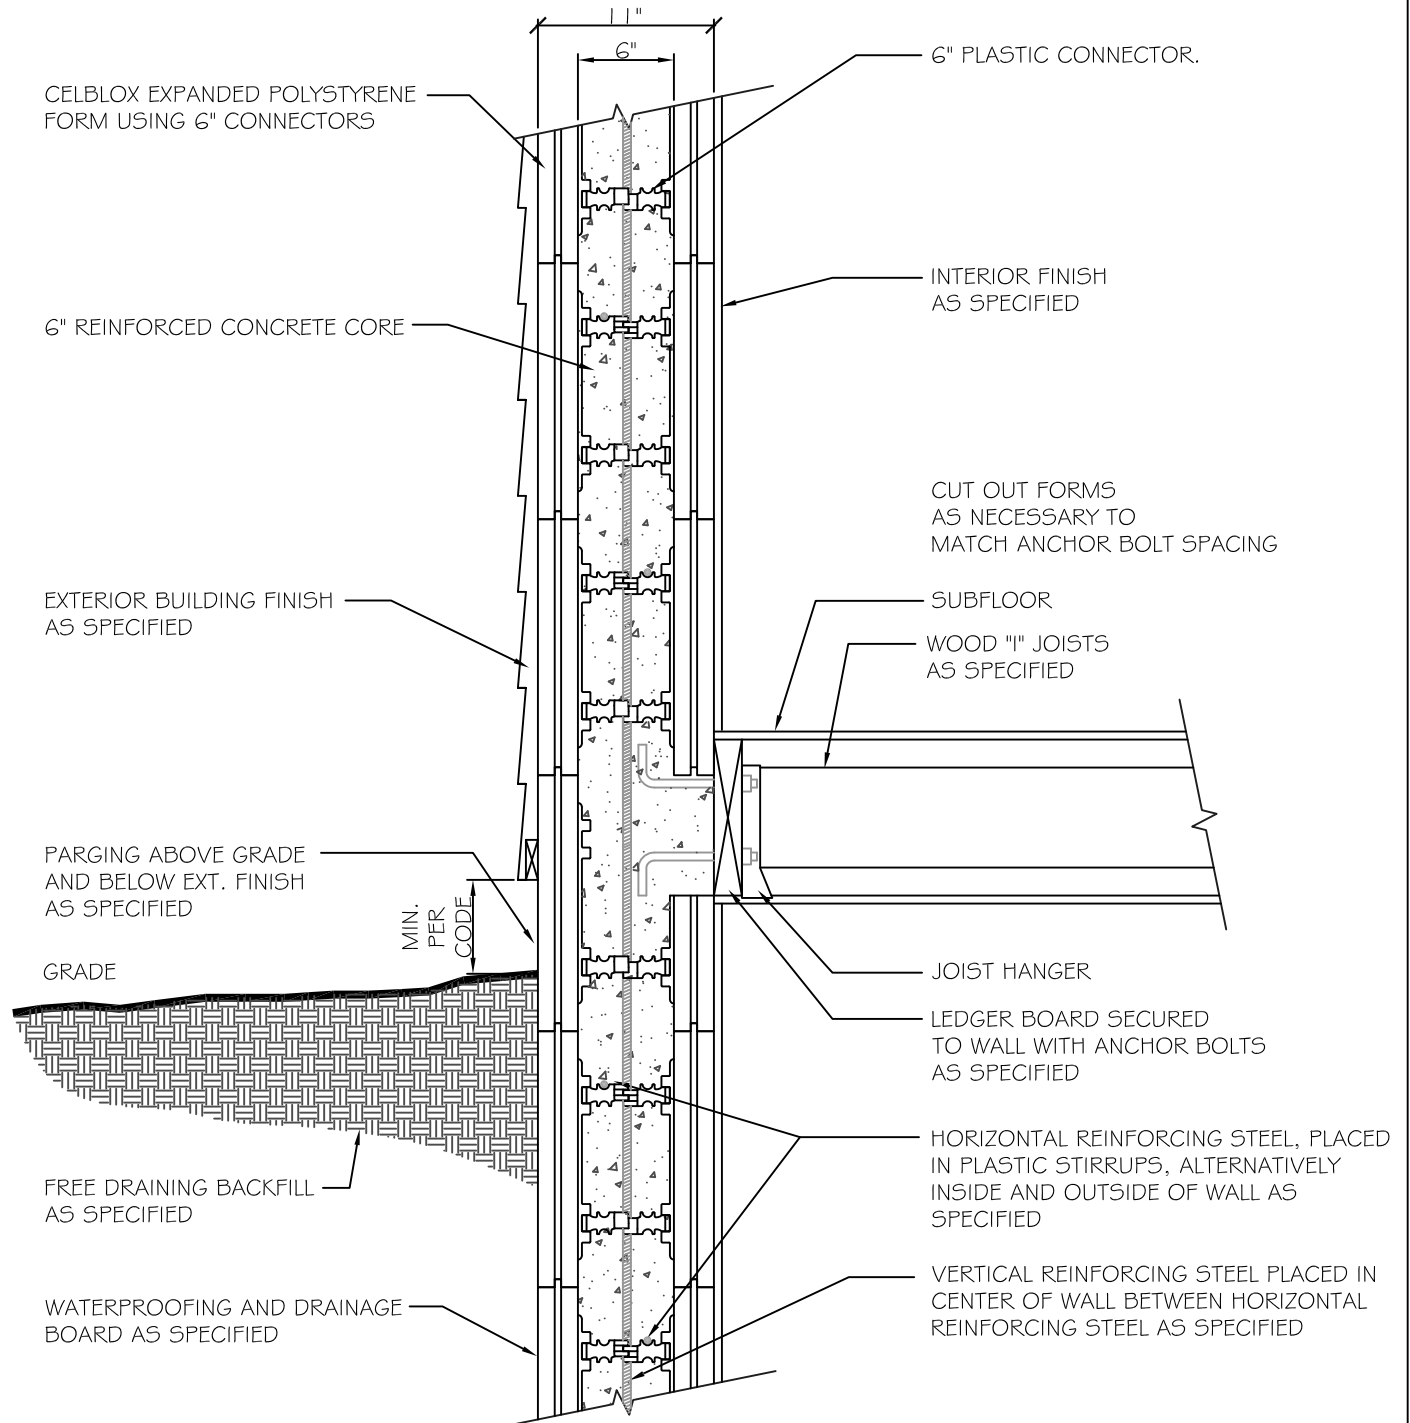 11"
6"
6" PLASTIC CONNECTOR.
CELBLOX EXPANDED POLYSTYRENE
FORM USING 6" CONNECTORS
INTERIOR FINISH
AS SPECIFIED
6" REINFORCED CONCRETE CORE
CUT OUT FORMS
AS NECESSARY TO
MATCH ANCHOR BOLT SPACING
EXTERIOR BUILDING FINISH
AS SPECIFIED
SUBFLOOR
WOOD "I" JOISTS
AS SPECIFIED
PARGING ABOVE GRADE
AND BELOW EXT. FINISH
AS SPECIFIED
MIN.
PER
CODE
GRADE
JOIST HANGER
LEDGER BOARD SECURED
TO WALL WITH ANCHOR BOLTS
AS SPECIFIED
HORIZONTAL REINFORCING STEEL, PLACED
IN PLASTIC STIRRUPS, ALTERNATIVELY
INSIDE AND OUTSIDE OF WALL AS
SPECIFIED
FREE DRAINING BACKFILL
AS SPECIFIED
VERTICAL REINFORCING STEEL PLACED IN
CENTER OF WALL BETWEEN HORIZONTAL
REINFORCING STEEL AS SPECIFIED
WATERPROOFING AND DRAINAGE
BOARD AS SPECIFIED